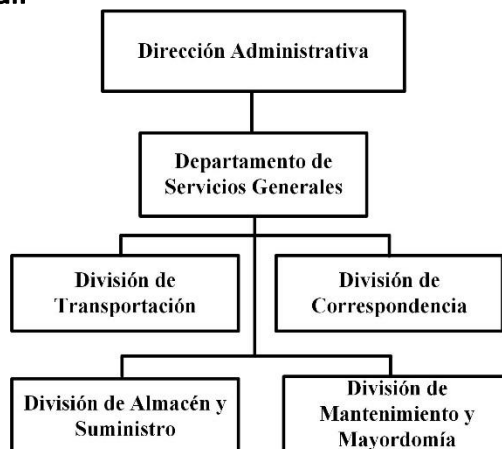 Dirección Administrativa
Departamento de
Servicios Generales
División de
Transportación
División de
Correspondencia
División de Almacén y
Suministro
División de
Mantenimiento y
Mayordomía